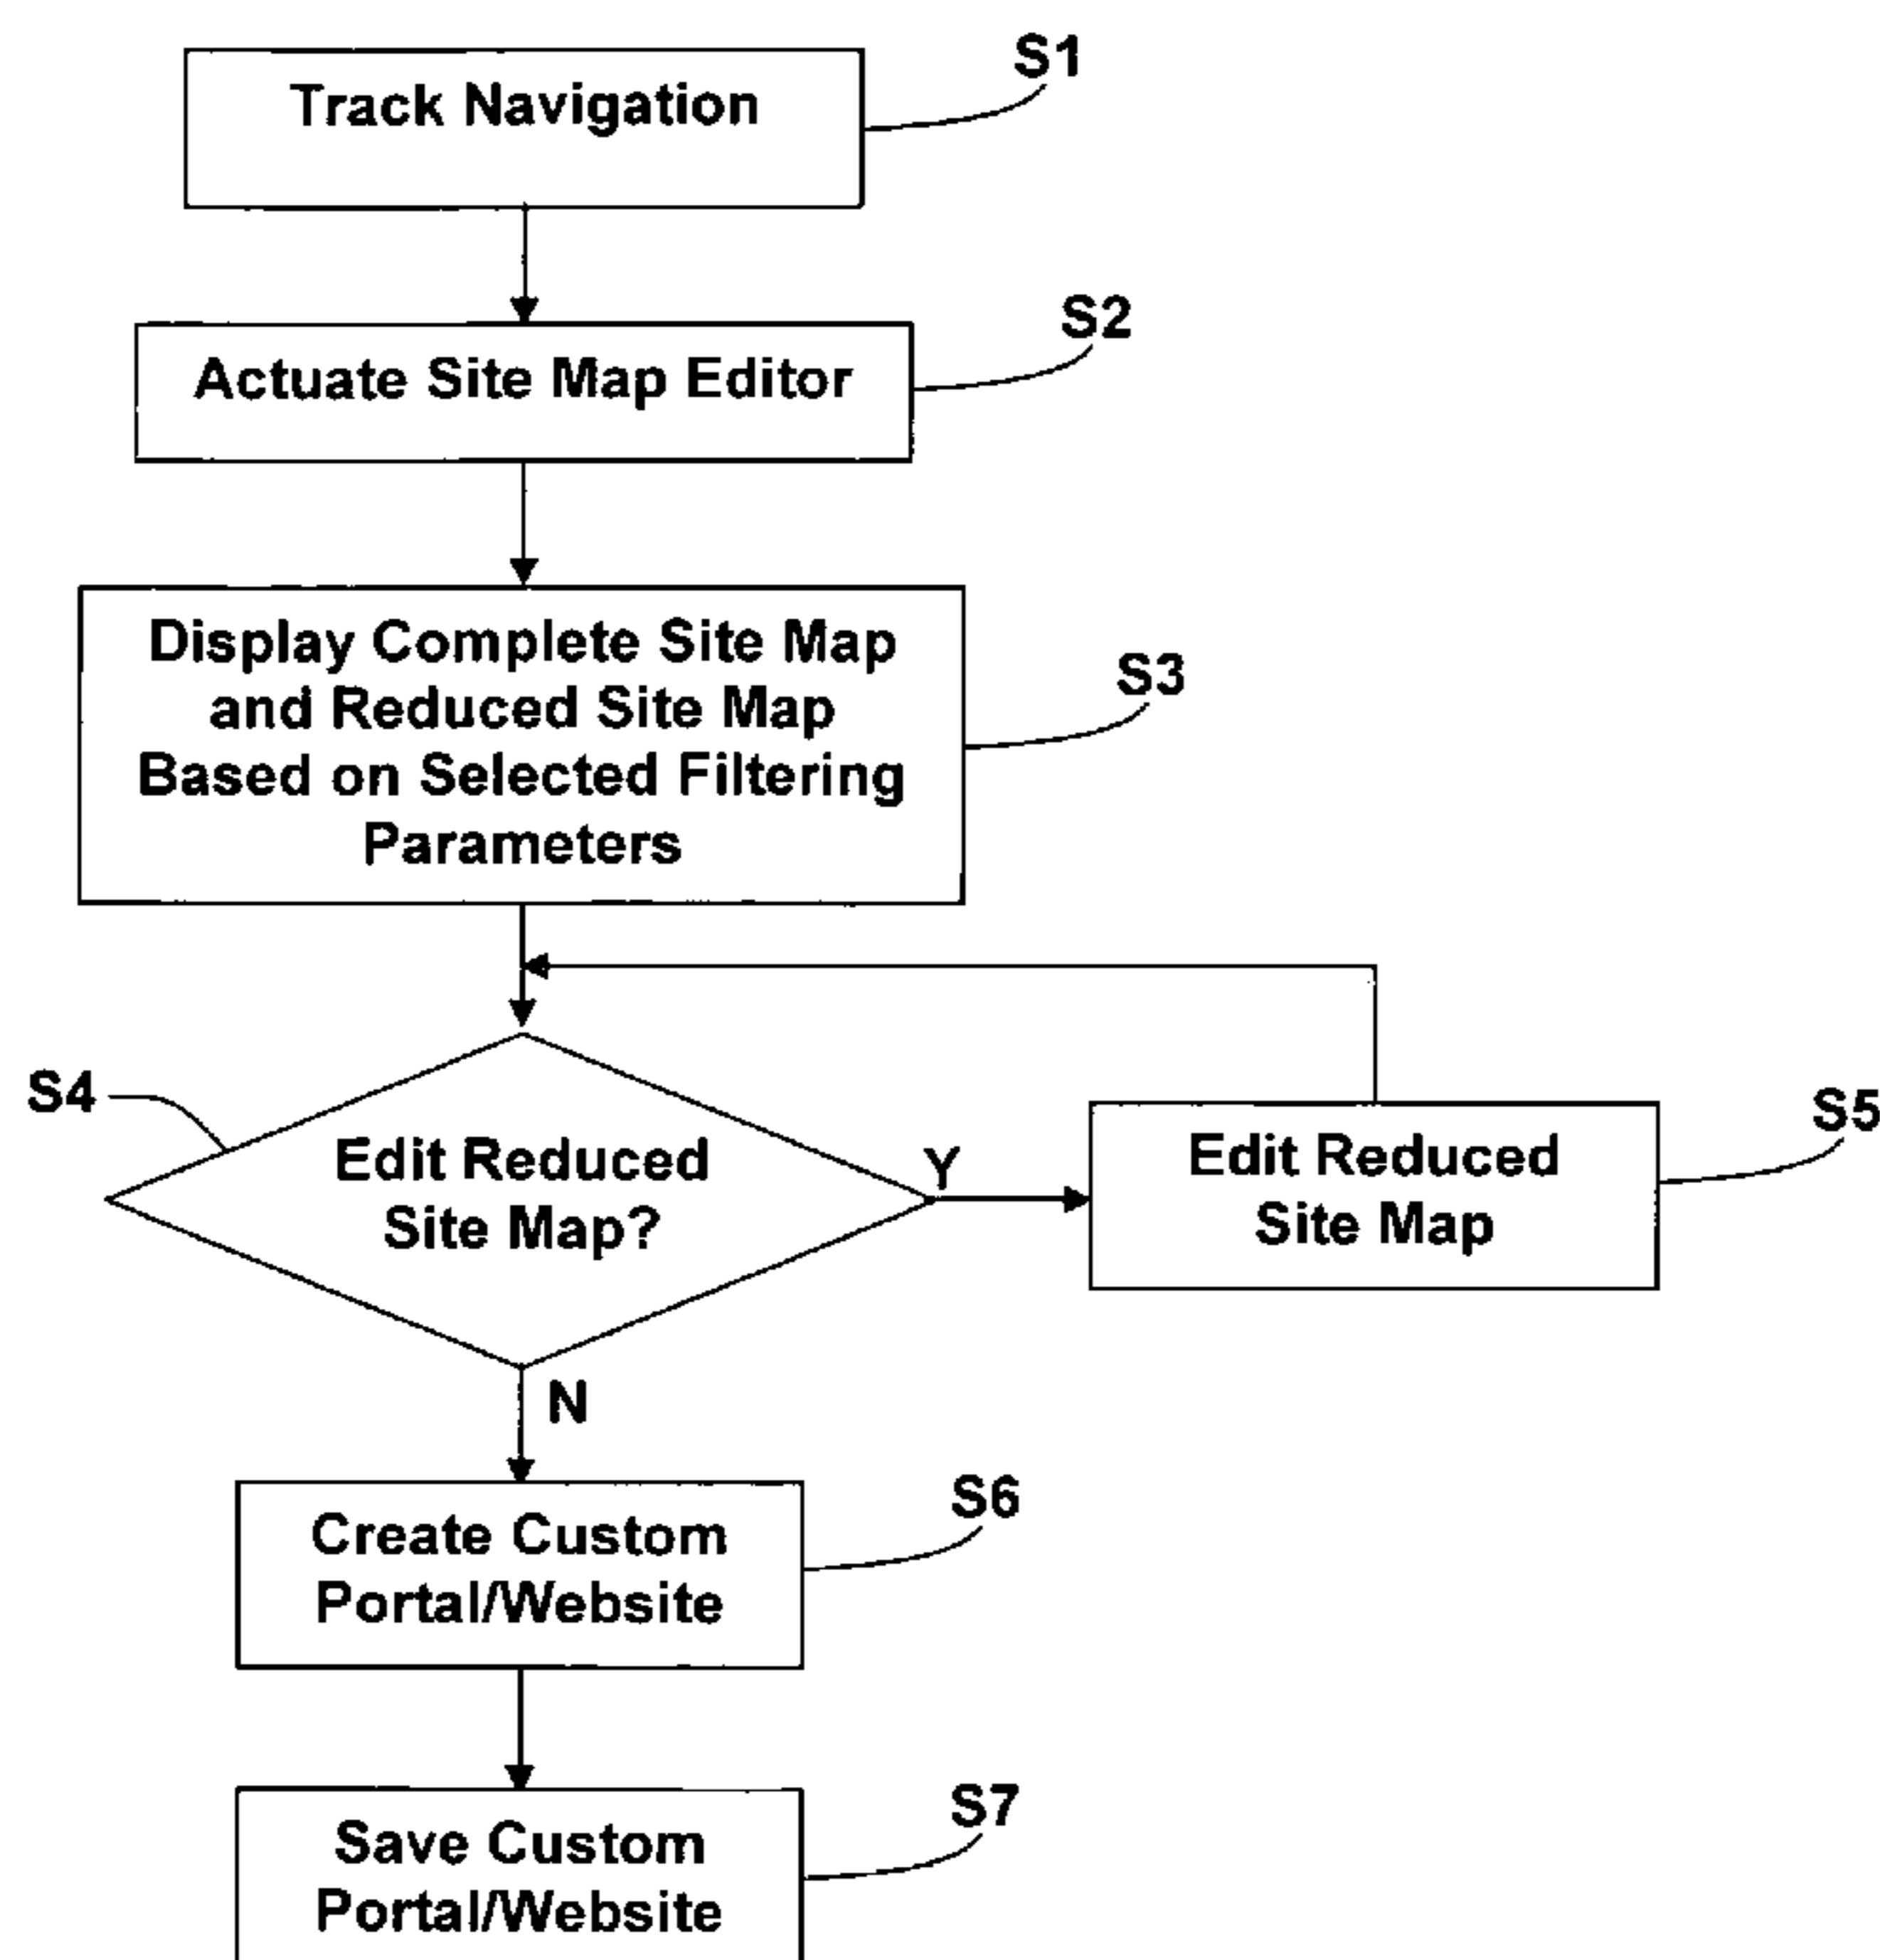 S1
Track Navigation
S2
Actuate Site Map Editor
S3
Display Complete Site Map
and Reduced Site Map
Based on Selected Filtering
Parameters
S4
Edit Reduced
Site Map?
Y
S5
Edit Reduced
Site Map
N
S6
Create Custom
Portal/Website
S7
Save Custom
Portal/Website